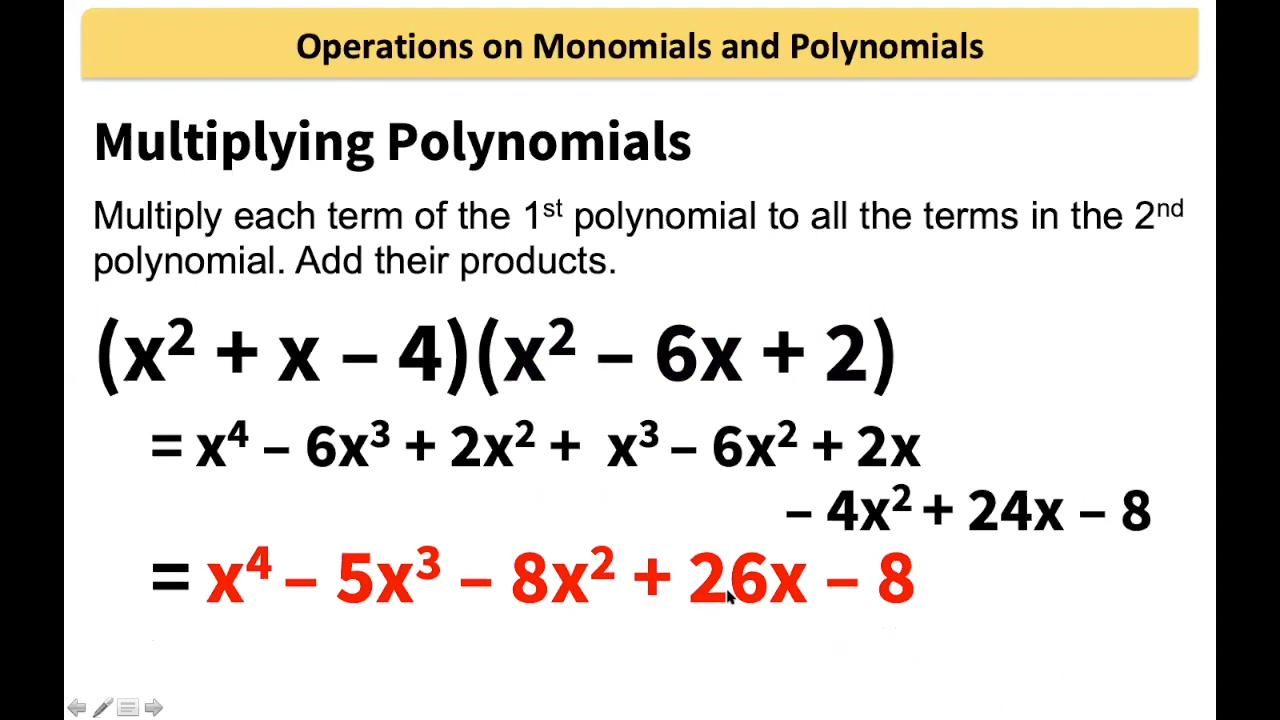 Operations on Monomials and Polynomials
Multiplying Polynomials
Multiply each term of the 1st polynomial to all the terms in the 2nd
polynomial. Add their products.
(x² + x – 4)(x² – 6x + 2)
= x⁴ – 6x³ + 2x² + x³ – 6x² + 2x
– 4x² + 24x – 8
= x⁴ – 5x³ – 8x² + 26x – 8